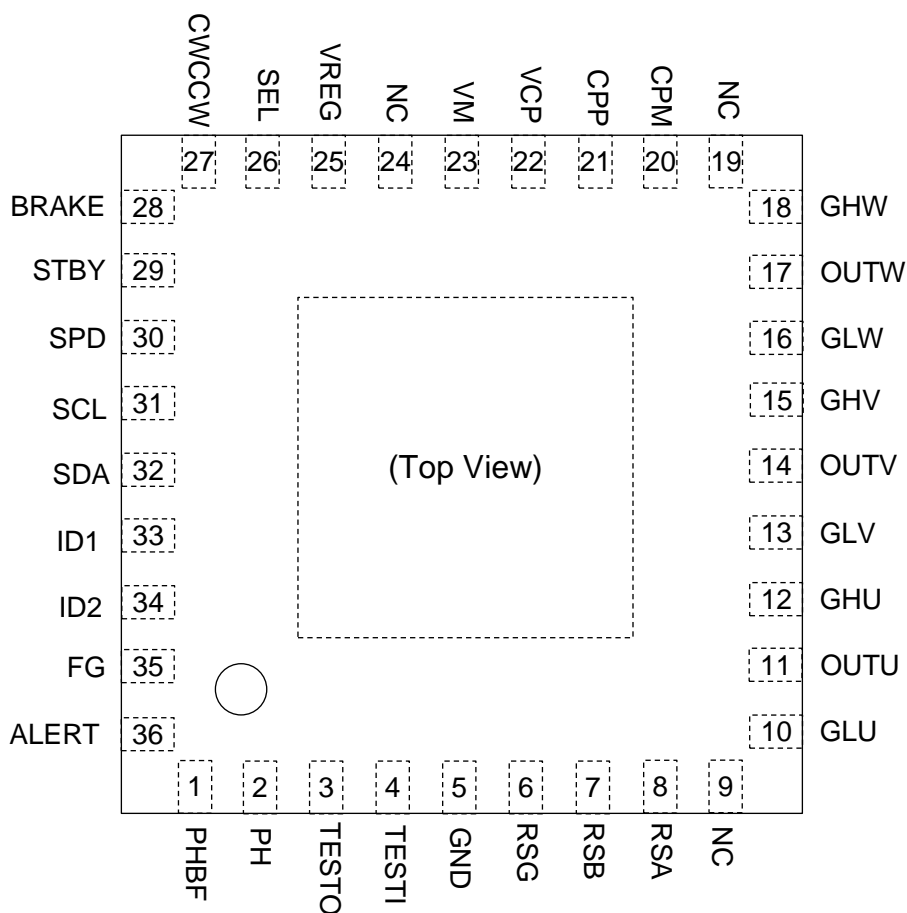 CWCCW SEL VREG NC VM VCP CPP CPM NC
27 26 25 24 23 22 21 20 19
BRAKE 28 18 GHW
STBY 29 17 OUTW
SPD 30 16 GLW
SCL 31 15 GHV
SDA 32 (Top View) 14 OUTV
ID1 33 13 GLV
ID2 34 12 GHU
FG 35 11 OUTU
ALERT 36 10 GLU
1 2 3 4 5 6 7 8 9
PHBF PH TESTO TESTI GND RSG RSB RSA NC